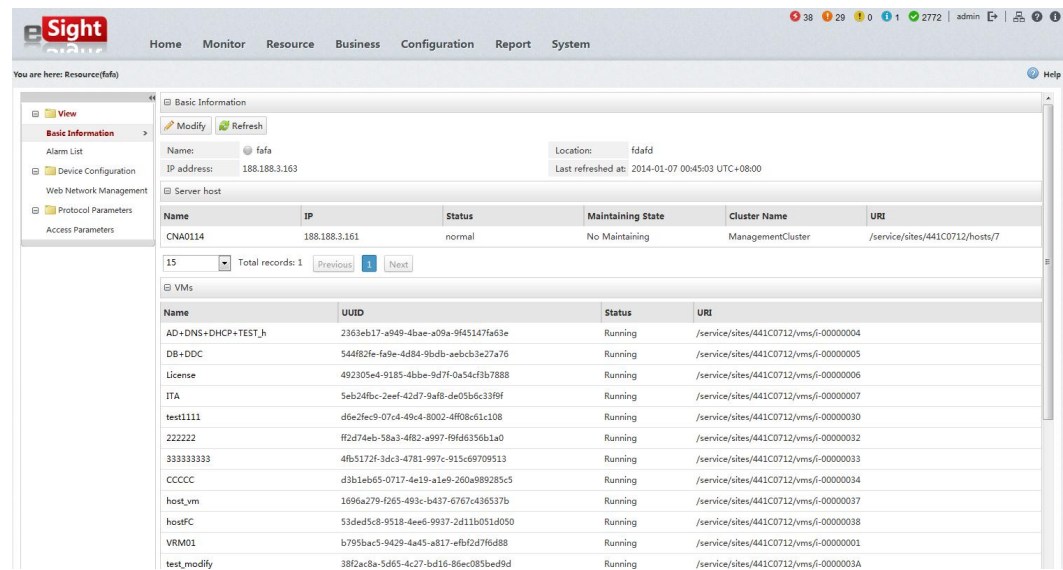 eSight
38 29 0 1 2772 | admin
Home Monitor Resource Business Configuration Report System
You are here: Resource(fafa)
Help
View
Basic Information >
Alarm List
Device Configuration
Web Network Management
Protocol Parameters
Access Parameters
Basic Information
Modify Refresh
Name: fafa Location: fdafd
IP address: 188.188.3.163 Last refreshed at: 2014-01-07 00:45:03 UTC+08:00
Server host
Name IP Status Maintaining State Cluster Name URI
CNA0114 188.188.3.161 normal No Maintaining ManagementCluster /service/sites/441C0712/hosts/7
15 Total records: 1 Previous 1 Next
VMs
Name UUID Status URI
AD+DNS+DHCP+TEST_h 2363eb17-a949-4bae-a09a-9f45147fa63e Running /service/sites/441C0712/vms/i-00000004
DB+DDC 544f82fe-fa9e-4d84-9bdb-aebcb3e27a76 Running /service/sites/441C0712/vms/i-00000005
License 492305e4-9185-4bbe-9d7f-0a54cf3b7888 Running /service/sites/441C0712/vms/i-00000006
ITA 5eb24fbc-2eef-42d7-9af8-de05b6c33f9f Running /service/sites/441C0712/vms/i-00000007
test1111 d6e2fec9-07c4-49c4-8002-4ff08c61c108 Running /service/sites/441C0712/vms/i-00000030
222222 ff2d74eb-58a3-4f82-a997-f9fd6356b1a0 Running /service/sites/441C0712/vms/i-00000032
333333333 4fb5172f-3dc3-4781-997c-915c69709513 Running /service/sites/441C0712/vms/i-00000033
CCCCC d3b1eb65-0717-4e19-a1e9-260a989285c5 Running /service/sites/441C0712/vms/i-00000034
host_vm 1696a279-f265-493c-b437-6767c436537b Running /service/sites/441C0712/vms/i-00000037
hostFC 53ded5c8-9518-4ee6-9937-2d11b051d050 Running /service/sites/441C0712/vms/i-00000038
VRM01 b795bac5-9429-4a45-a817-efbf2d7f6d88 Running /service/sites/441C0712/vms/i-00000001
test_modify 38f2ac8a-5d65-4c27-bd16-86ec085bed9d Running /service/sites/441C0712/vms/i-0000003A